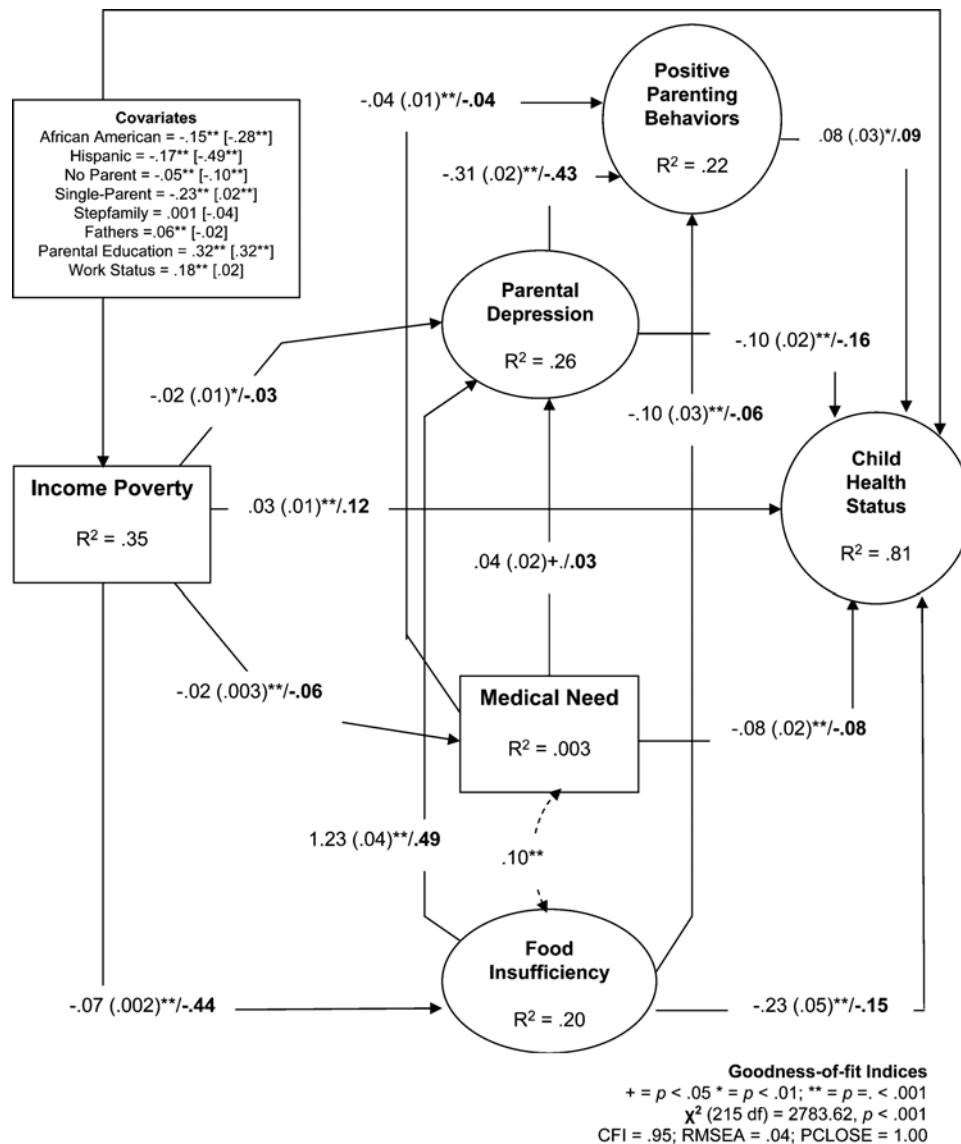 Covariates
African American = -.15** [-.28**]
Hispanic = -.17** [-.49**]
No Parent = -.05** [-.10**]
Single-Parent = -.23** [.02**]
Stepfamily = .001 [-.04]
Fathers =.06** [-.02]
Parental Education = .32** [.32**]
Work Status = .18** [.02]
-.04 (.01)**/-.04
Positive
Parenting
Behaviors
R² = .22
.08 (.03)*/.09
-.31 (.02)**/-.43
Parental
Depression
R² = .26
-.10 (.02)**/-.16
-.02 (.01)*/-.03
-.10 (.03)**/-.06
Income Poverty
R² = .35
.03 (.01)**/.12
Child
Health
Status
R² = .81
.04 (.02)+./.03
-.02 (.003)**/-.06
Medical Need
R² = .003
-.08 (.02)**/-.08
1.23 (.04)**/.49
.10**
Food
Insufficiency
R² = .20
-.07 (.002)**/-.44
-.23 (.05)**/-.15
Goodness-of-fit Indices
+ = p < .05 * = p < .01; ** = p =. < .001
χ² (215 df) = 2783.62, p < .001
CFI = .95; RMSEA = .04; PCLOSE = 1.00